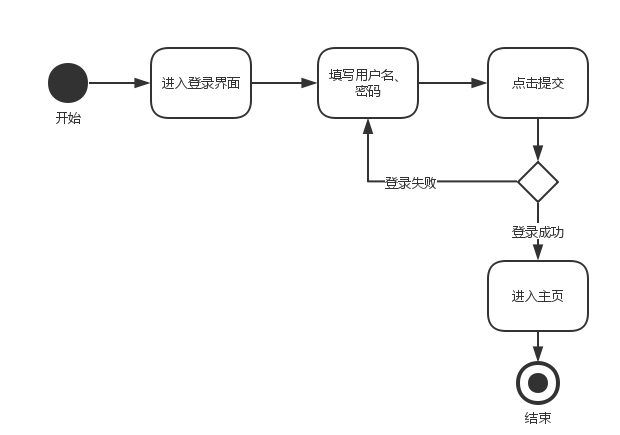 进入登录界面
填写用户名、
密码
点击提交
开始
登录失败
登录成功
进入主页
结束